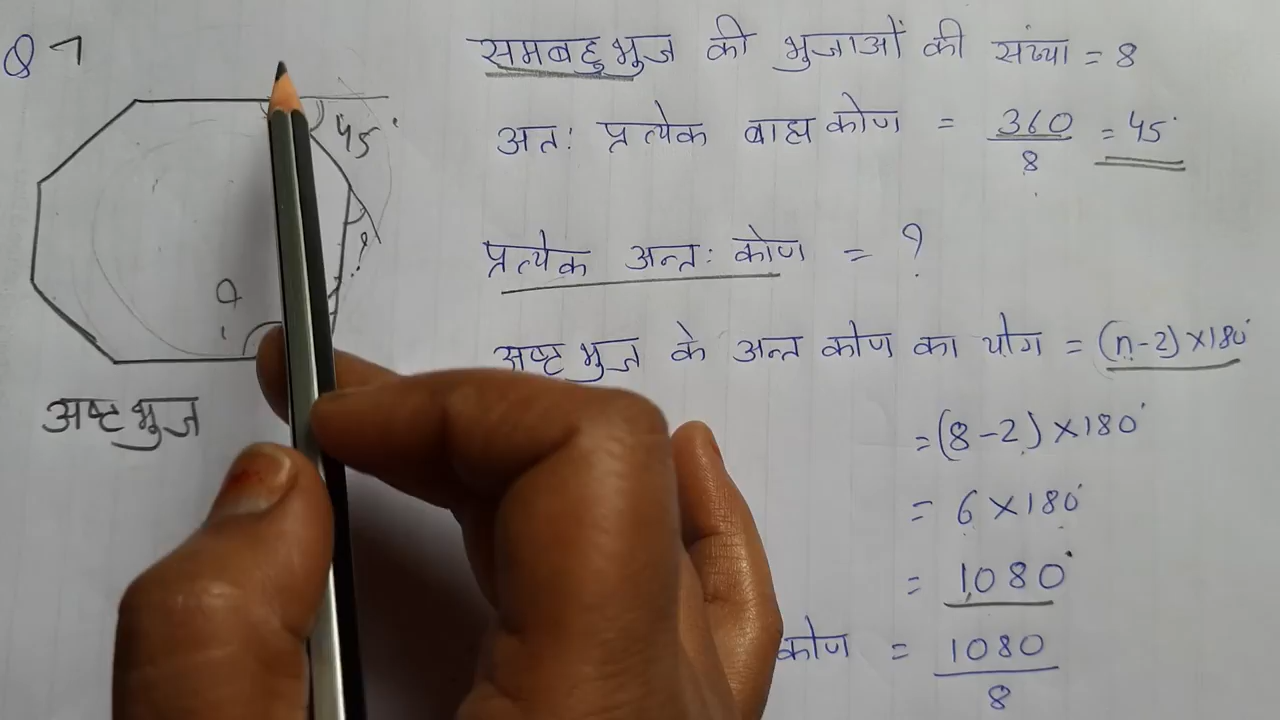 Q 7
समबहुभुज की भुजाओं की संख्या = 8
अतः प्रत्येक बाह्य कोण = 360/8 = 45°
45°
प्रत्येक अन्तः कोण = ?
?
?
अष्टभुज के अन्त कोण का योग = (n-2)×180°
अष्टभुज
= (8-2)×180°
= 6×180°
= 1080°
कोण = 1080/8